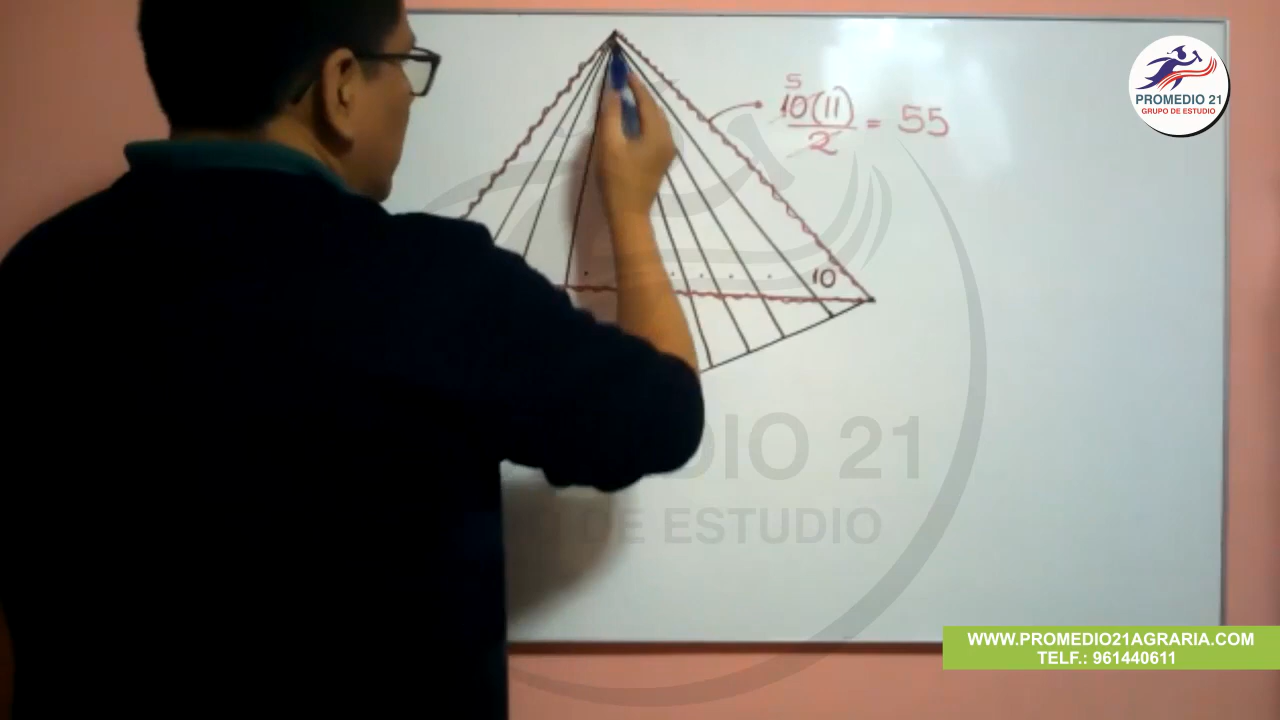 PROMEDIO 21
GRUPO DE ESTUDIO
5
10(11)
2
= 55
10
DIO 21
DE ESTUDIO
WWW.PROMEDIO21AGRARIA.COM
TELF.: 961440611